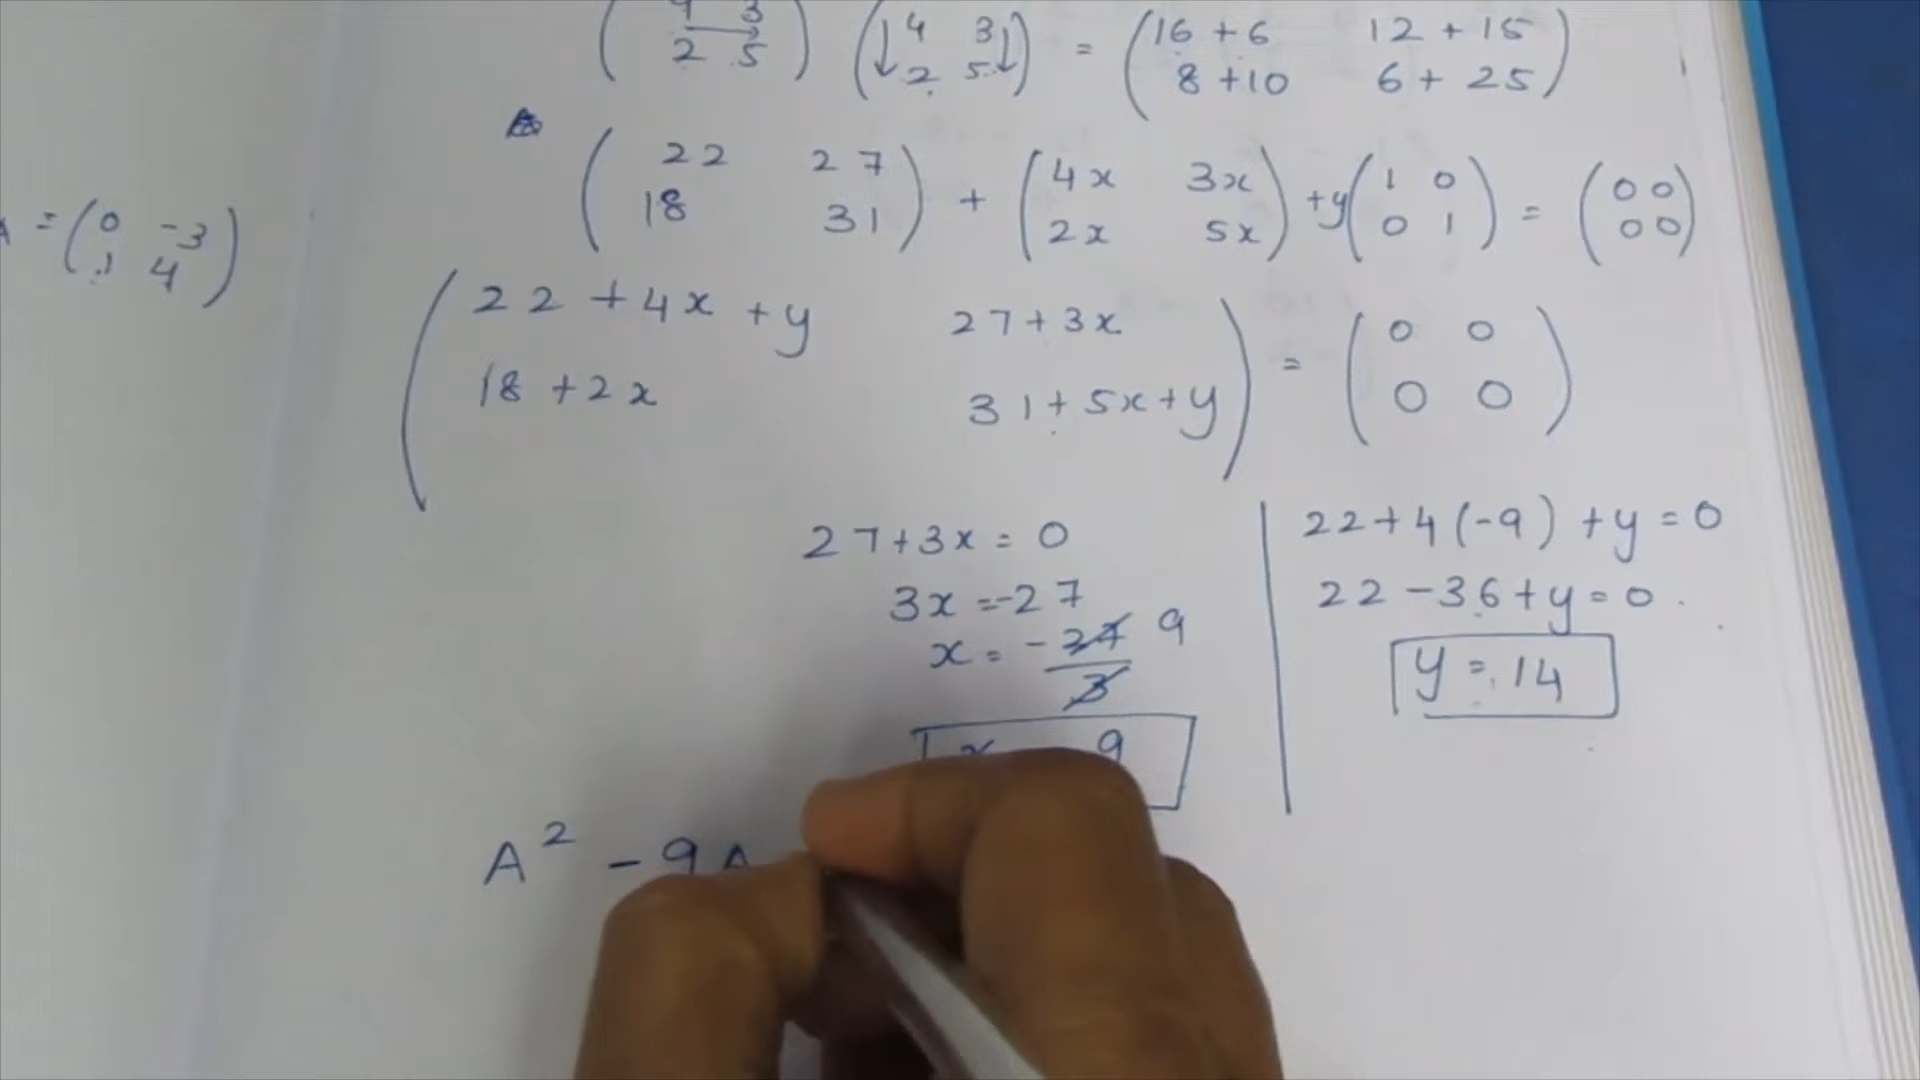 (4 3 / 2 5) (4 3 / 2 5) = (16 + 6 12 + 15 / 8 + 10 6 + 25)
(22 27 / 18 31) + (4x 3x / 2x 5x) + y (1 0 / 0 1) = (0 0 / 0 0)
= (0 -3 / 1 4)
(22 + 4x + y 27 + 3x / 18 + 2x 31 + 5x + y) = (0 0 / 0 0)
27 + 3x = 0
3x = -27
x = -27/3 9
x 9
22 + 4 (-9) + y = 0
22 - 36 + y = 0
y = 14
A² - 9A